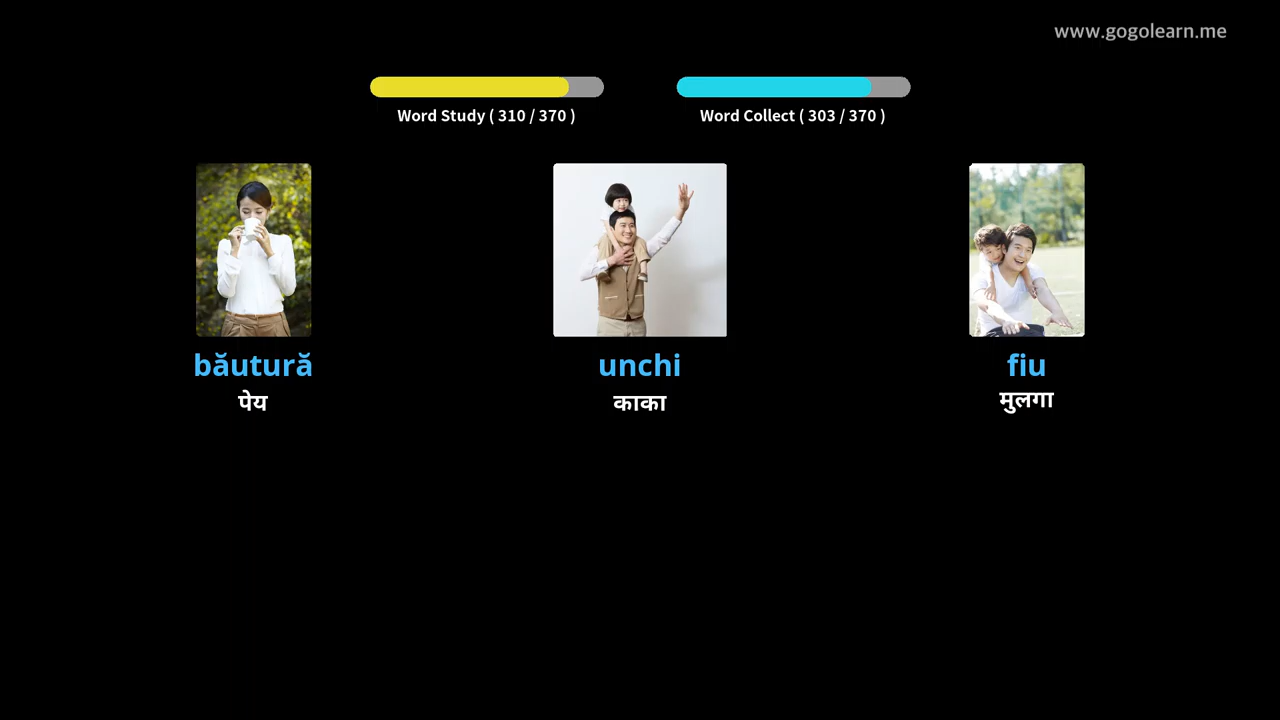 www.gogolearn.me
Word Study ( 310 / 370 )
Word Collect ( 303 / 370 )
băutură
unchi
fiu
पेय
काका
मुलगा